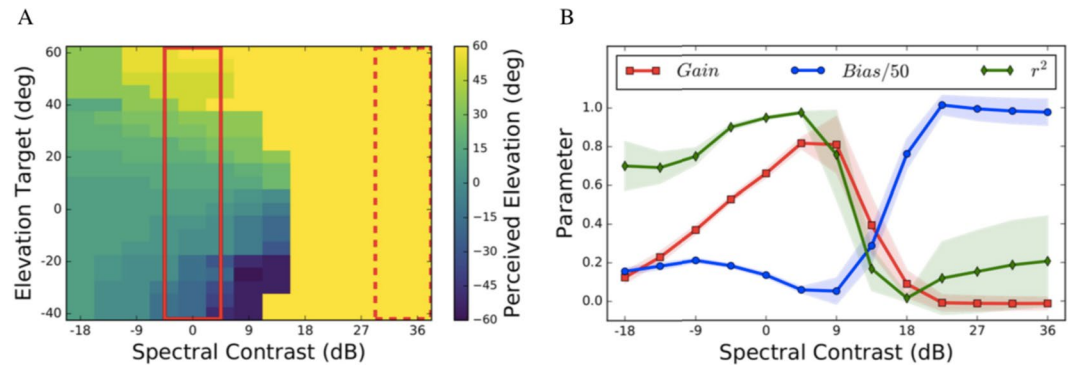 A
60
40
20
0
-20
-40
Elevation Target (deg)
-18 -9 0 9 18 27 36
Spectral Contrast (dB)
60
45
30
15
0
−15
−30
−45
−60
Perceived Elevation (deg)
B
Gain Bias/50 r²
1.0
0.8
0.6
0.4
0.2
0.0
Parameter
-18 -9 0 9 18 27 36
Spectral Contrast (dB)